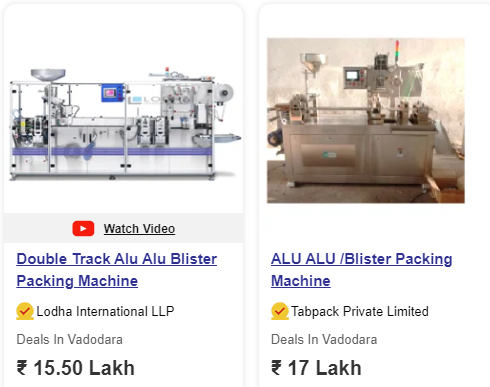 Watch Video
Double Track Alu Alu Blister
Packing Machine
Lodha International LLP
Deals In Vadodara
₹ 15.50 Lakh
ALU ALU /Blister Packing
Machine
Tabpack Private Limited
Deals In Vadodara
₹ 17 Lakh